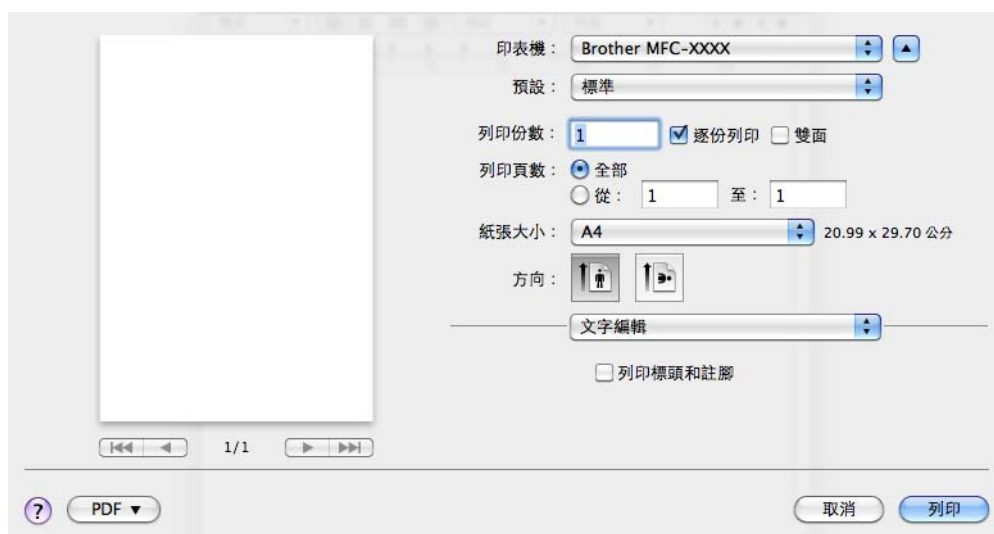 印表機： Brother MFC-XXXX
預設： 標準
列印份數： 1 逐份列印 雙面
列印頁數： 全部
從： 1 至： 1
紙張大小： A4 20.99 x 29.70 公分
方向：
文字編輯
列印標頭和註腳
1/1
? PDF ▼ 取消 列印